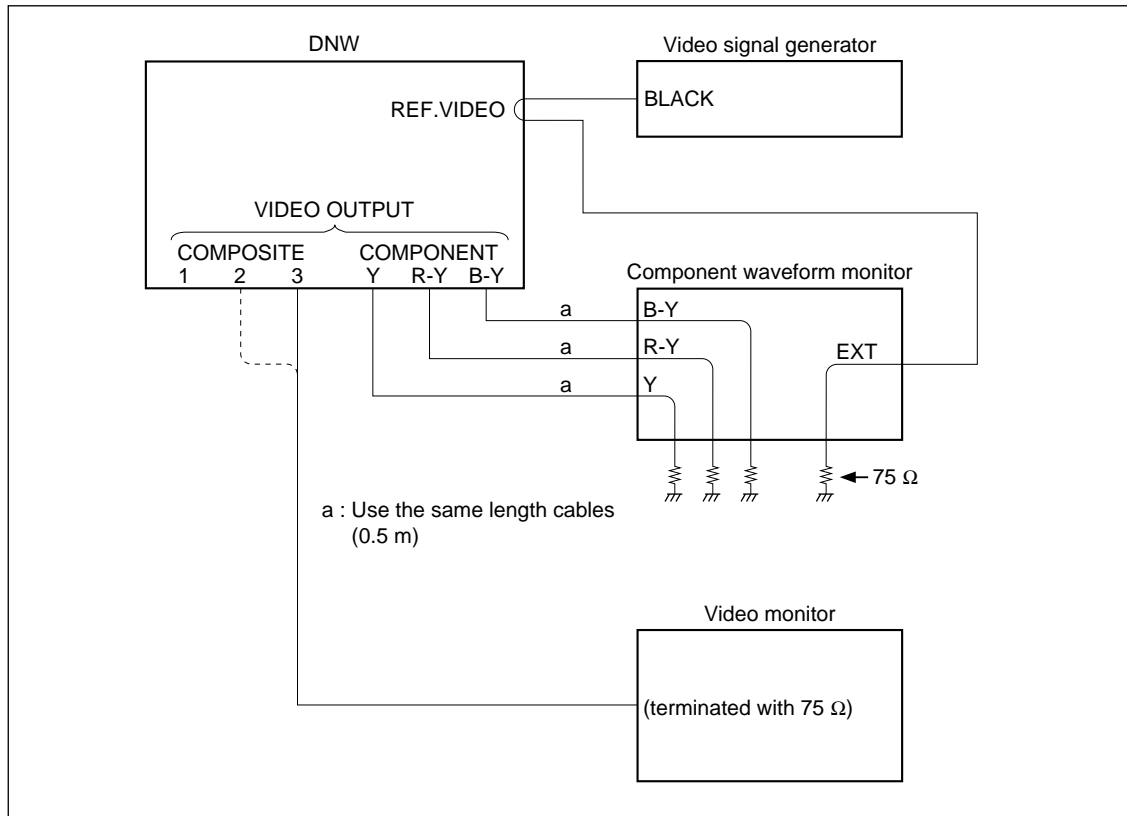 DNW
Video signal generator
REF.VIDEO
BLACK
VIDEO OUTPUT
COMPOSITE COMPONENT
1 2 3 Y R-Y B-Y
Component waveform monitor
a B-Y
a R-Y
a Y
EXT
75 Ω
a : Use the same length cables
(0.5 m)
Video monitor
(terminated with 75 Ω)